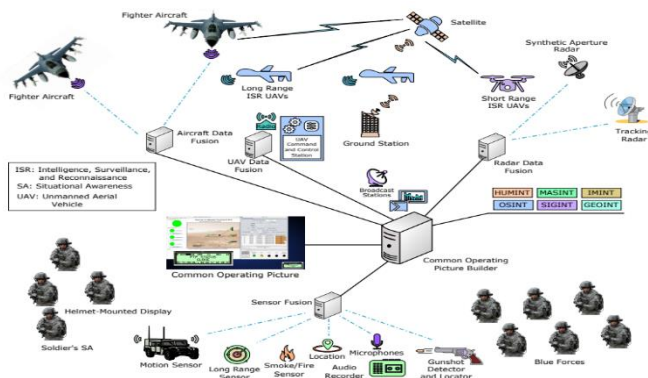 Fighter Aircraft
Satellite
Synthetic Aperture
Radar
Fighter Aircraft
Long Range
ISR UAVs
Short Range
ISR UAVs
Tracking
Radar
Aircraft Data
Fusion
UAV Command
and Control
Station
Ground Station
UAV Data
Fusion
Radar Data
Fusion
ISR: Intelligence, Surveillance,
and Reconnaissance
SA: Situational Awareness
UAV: Unmanned Aerial
Vehicle
Broadcast
Stations
HUMINT MASINT IMINT
OSINT SIGINT GEOINT
Common Operating Picture
Common Operating
Picture Builder
Sensor Fusion
Helmet-Mounted Display
Soldier's SA
Motion Sensor
Long Range
Sensor
Smoke/Fire
Sensor
Location
Audio
Recorder
Microphones
Gunshot
Detector
and Locator
Blue Forces